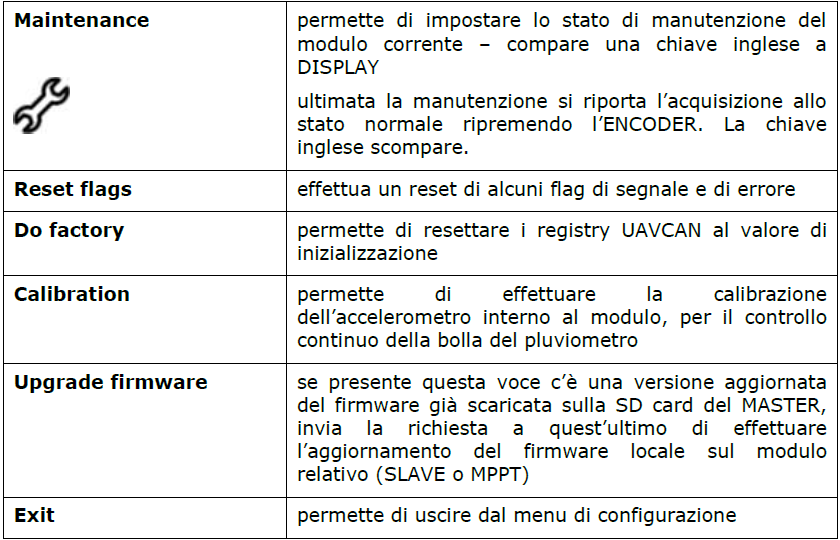 Maintenance
permette di impostare lo stato di manutenzione del
modulo corrente – compare una chiave inglese a
DISPLAY
ultimata la manutenzione si riporta l’acquisizione allo
stato normale ripremendo l’ENCODER. La chiave
inglese scompare.
Reset flags
effettua un reset di alcuni flag di segnale e di errore
Do factory
permette di resettare i registry UAVCAN al valore di
inizializzazione
Calibration
permette di effettuare la calibrazione
dell’accelerometro interno al modulo, per il controllo
continuo della bolla del pluviometro
Upgrade firmware
se presente questa voce c’è una versione aggiornata
del firmware già scaricata sulla SD card del MASTER,
invia la richiesta a quest’ultimo di effettuare
l’aggiornamento del firmware locale sul modulo
relativo (SLAVE o MPPT)
Exit
permette di uscire dal menu di configurazione